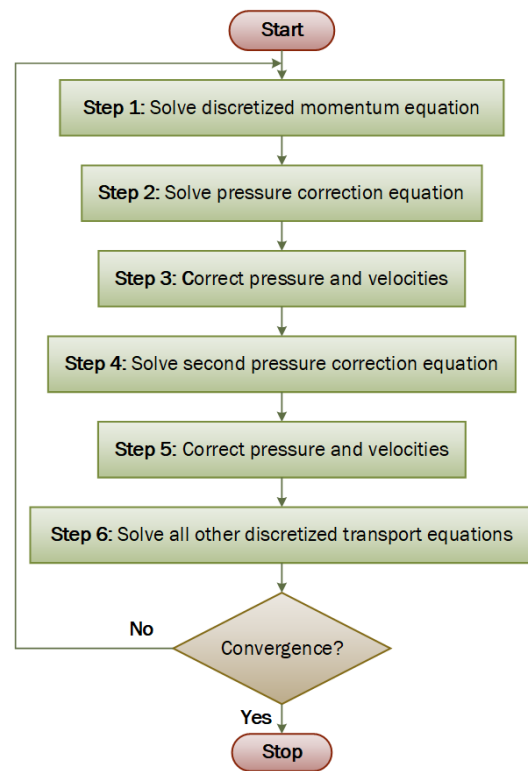 Start
Step 1: Solve discretized momentum equation
Step 2: Solve pressure correction equation
Step 3: Correct pressure and velocities
Step 4: Solve second pressure correction equation
Step 5: Correct pressure and velocities
Step 6: Solve all other discretized transport equations
No
Convergence?
Yes
Stop